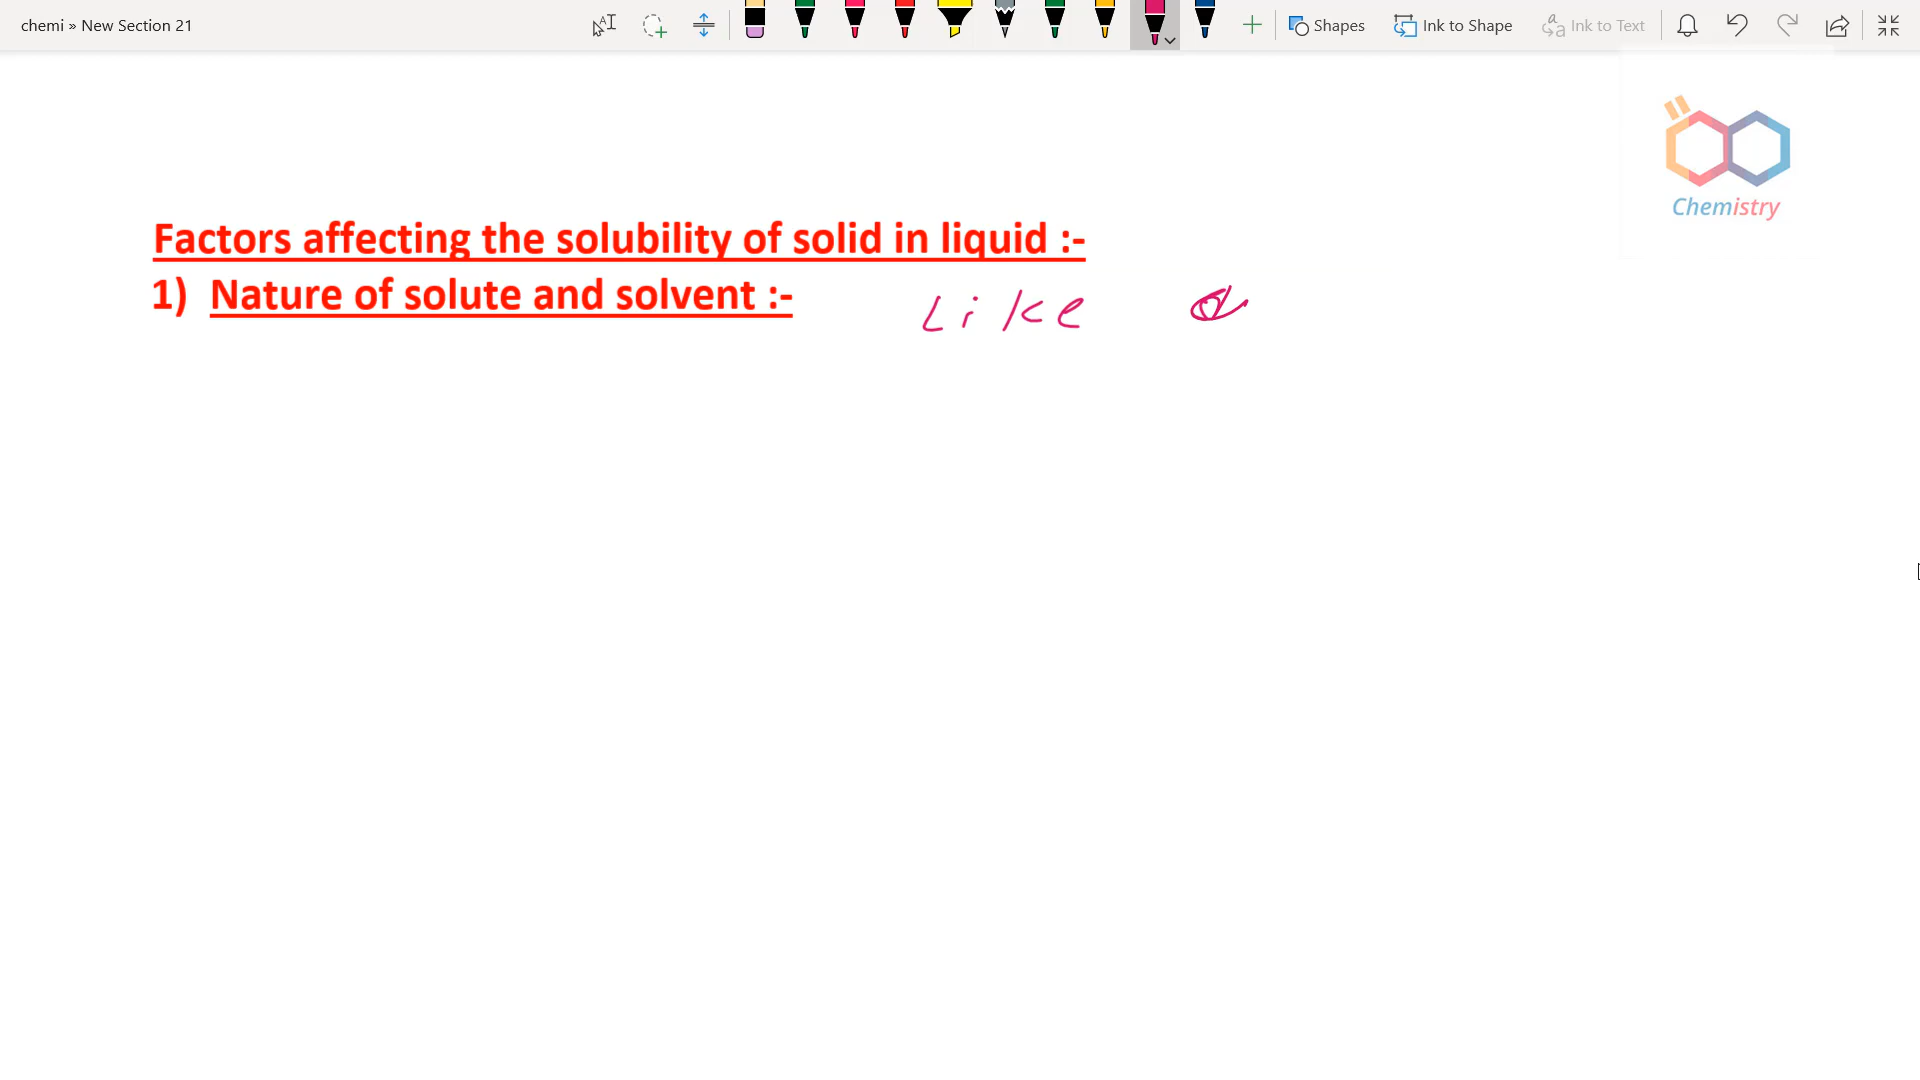 chemi » New Section 21
Shapes
Ink to Shape
Ink to Text
Chemistry
Factors affecting the solubility of solid in liquid :-
1) Nature of solute and solvent :- Like